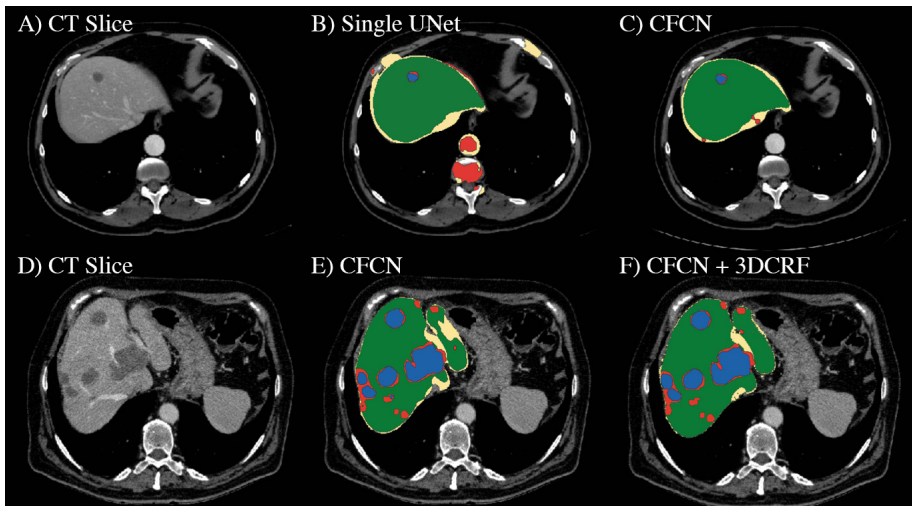 A) CT Slice
B) Single UNet
C) CFCN
D) CT Slice
E) CFCN
F) CFCN + 3DCRF